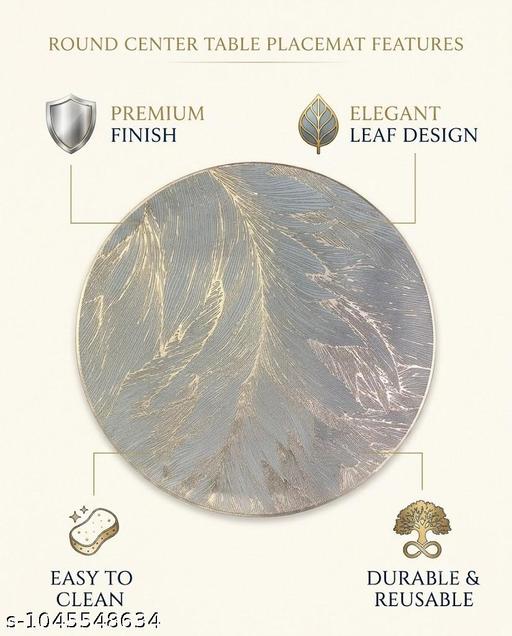 ROUND CENTER TABLE PLACEMAT FEATURES
PREMIUM
FINISH
ELEGANT
LEAF DESIGN
EASY TO
CLEAN
DURABLE &
REUSABLE
s-1045548634